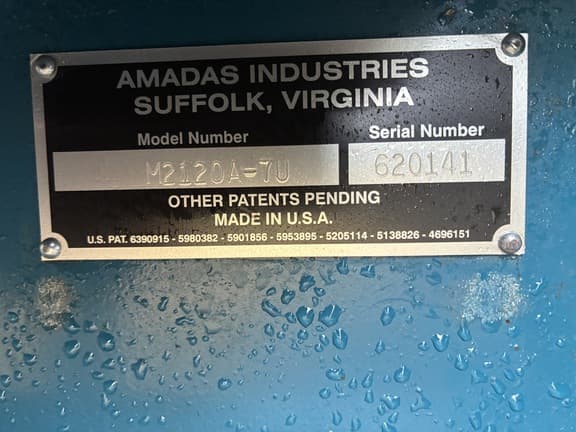 AMADAS INDUSTRIES
SUFFOLK, VIRGINIA
Model Number
Serial Number
M2120A-7U
620141
OTHER PATENTS PENDING
MADE IN U.S.A.
U.S. PAT. 6390915 - 5980382 - 5901856 - 5953895 - 5205114 - 5138826 - 4696151